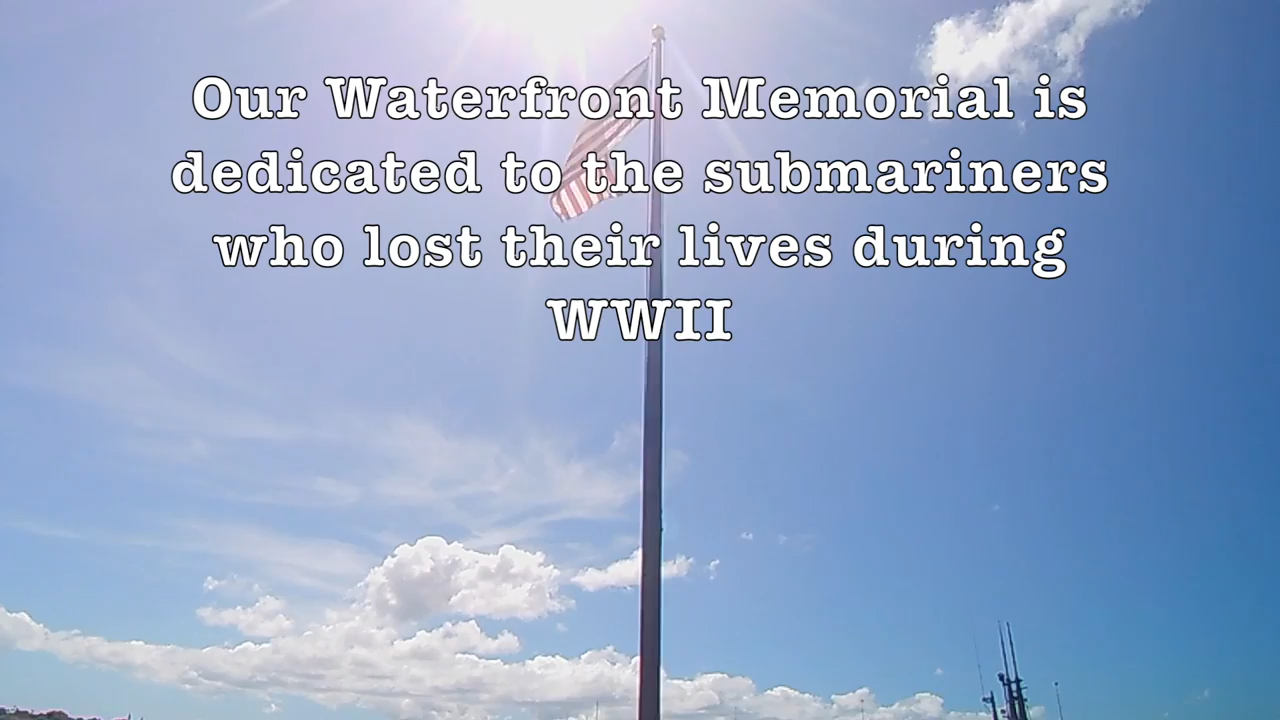 Our Waterfront Memorial is
dedicated to the submariners
who lost their lives during
WWII